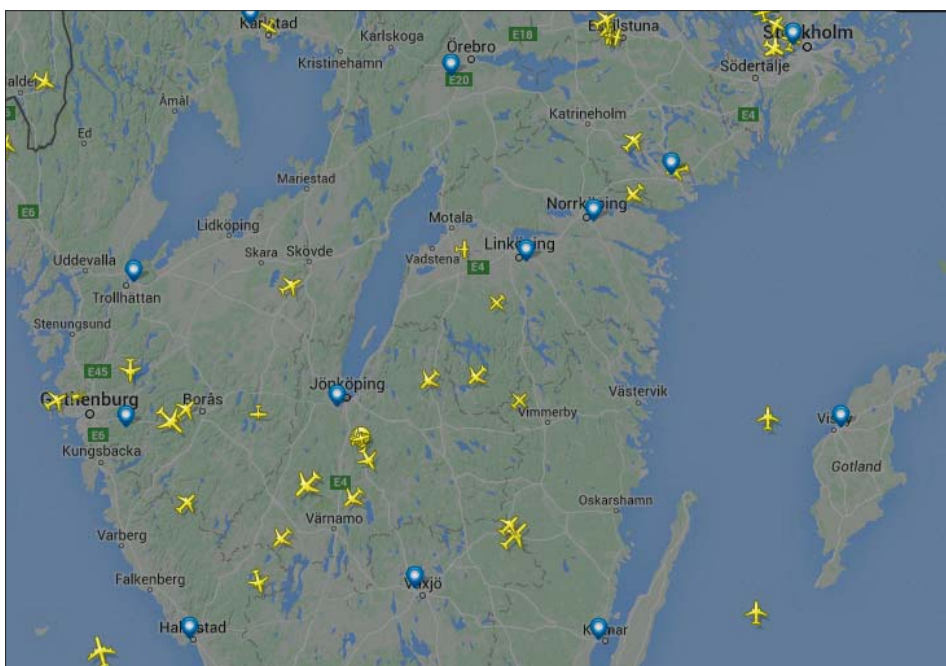 Karlstad
Karlskoga
Örebro
E18
Eskilstuna
Stockholm
Kristinehamn
E20
Södertälje
Åmål
Katrineholm
E4
Ed
Mariestad
E6
Lidköping
Motala
Norrköping
Skara
Skövde
Vadstena
Linköping
E4
Uddevalla
Trollhättan
Stenungsund
E45
Jönköping
Västervik
Gothenburg
Borås
Vimmerby
Visby
E6
Kungsbacka
Gotland
E4
Oskarshamn
Värnamo
Varberg
Falkenberg
Växjö
Halmstad
Kalmar